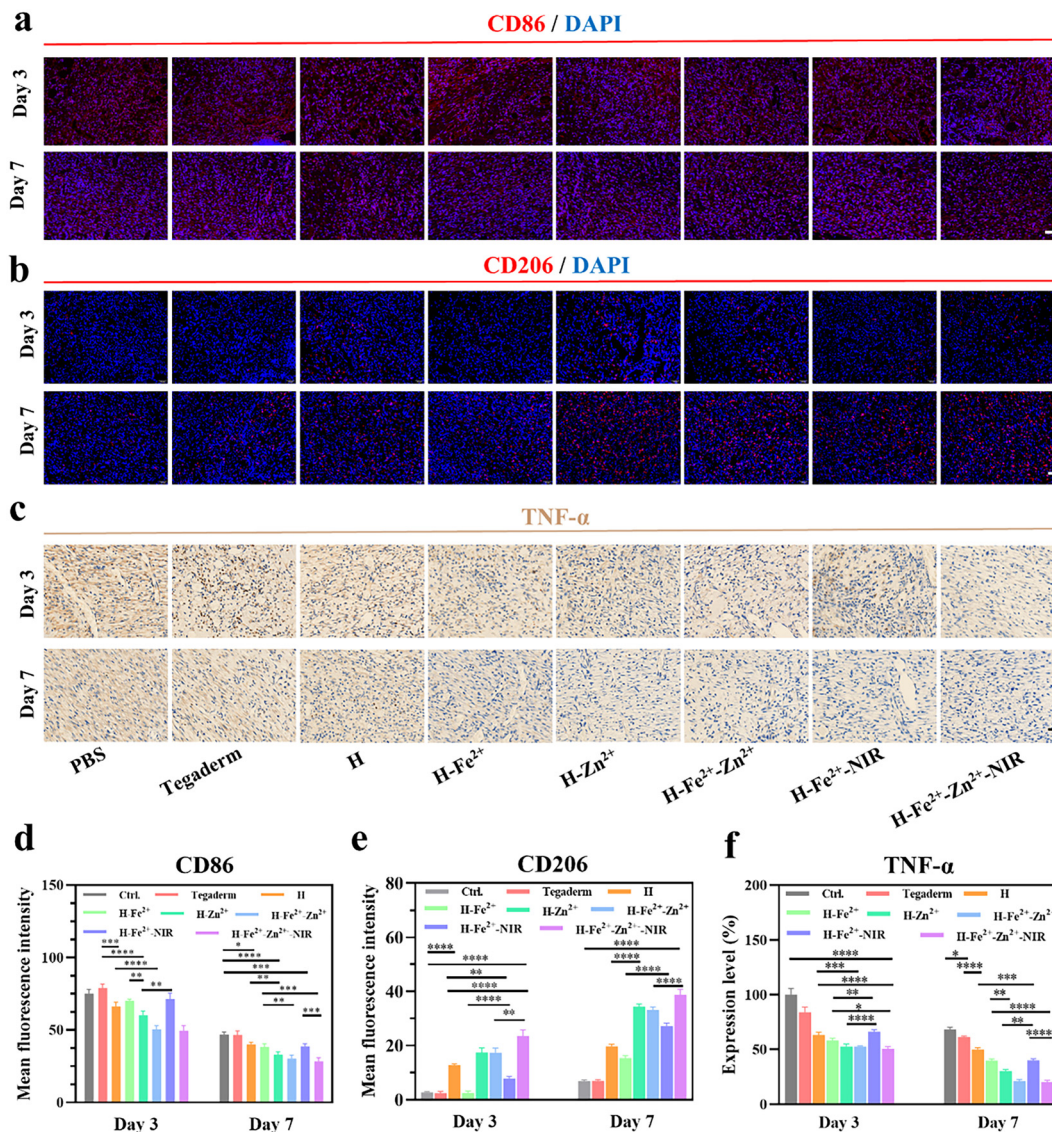 a
CD86 / DAPI
Day 3
Day 7
b
CD206 / DAPI
Day 3
Day 7
c
TNF-α
Day 3
Day 7
PBS
Tegaderm
H
H-Fe²⁺
H-Zn²⁺
H-Fe²⁺-Zn²⁺
H-Fe²⁺-NIR
H-Fe²⁺-Zn²⁺-NIR
d
CD86
Mean fluorescence intensity
150
100
50
0
Ctrl. Tegaderm H
H-Fe²⁺ H-Zn²⁺ H-Fe²⁺-Zn²⁺
H-Fe²⁺-NIR H-Fe²⁺-Zn²⁺-NIR
*** **** **** ** **
* **** *** ** *** ** ***
Day 3 Day 7
e
CD206
Mean fluorescence intensity
80
60
40
20
0
Ctrl. Tegaderm H
H-Fe²⁺ H-Zn²⁺ H-Fe²⁺-Zn²⁺
H-Fe²⁺-NIR H-Fe²⁺-Zn²⁺-NIR
**** **** ** **** **** **
**** **** **** ****
Day 3 Day 7
f
TNF-α
Expression level (%)
200
150
100
50
0
Ctrl. Tegaderm H
H-Fe²⁺ H-Zn²⁺ H-Fe²⁺-Zn²⁺
H-Fe²⁺-NIR H-Fe²⁺-Zn²⁺-NIR
**** *** **** ** * ****
* **** *** ** **** ** ****
Day 3 Day 7